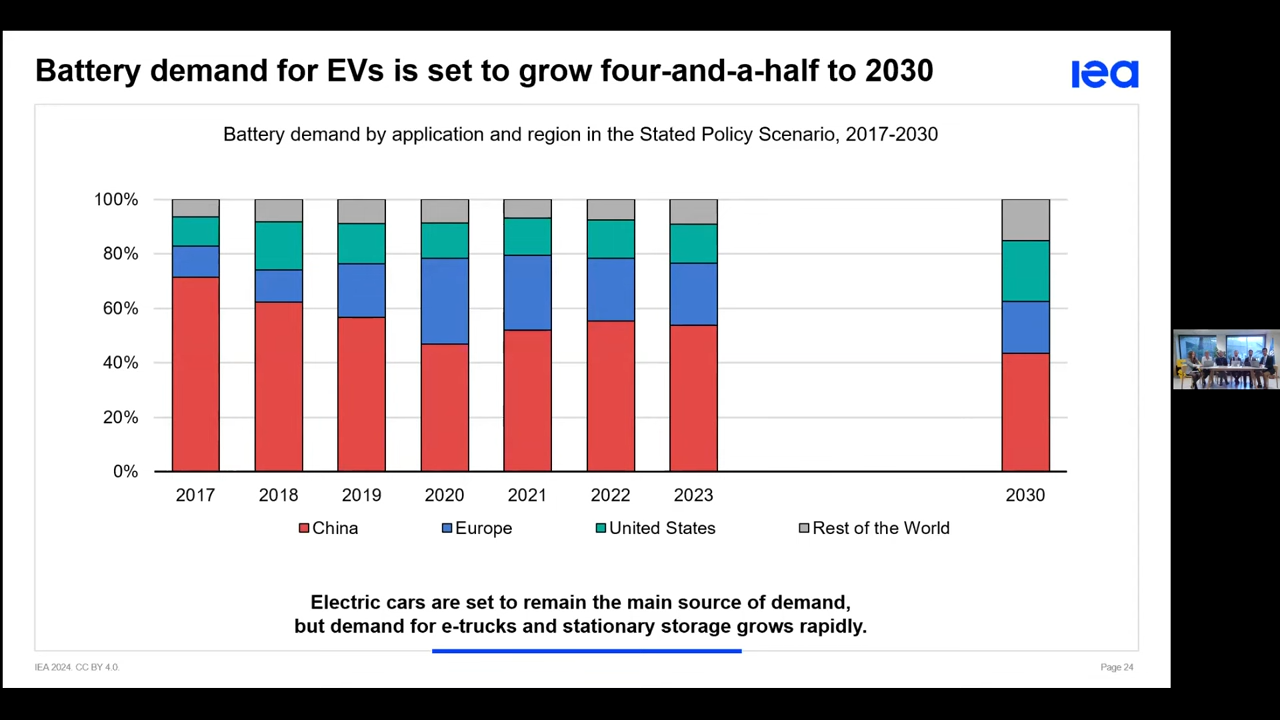 Battery demand for EVs is set to grow four-and-a-half to 2030
iea
Battery demand by application and region in the Stated Policy Scenario, 2017-2030
100%
80%
60%
40%
20%
0%
2017 2018 2019 2020 2021 2022 2023 2030
China Europe United States Rest of the World
Electric cars are set to remain the main source of demand,
but demand for e-trucks and stationary storage grows rapidly.
IEA 2024. CC BY 4.0. Page 24